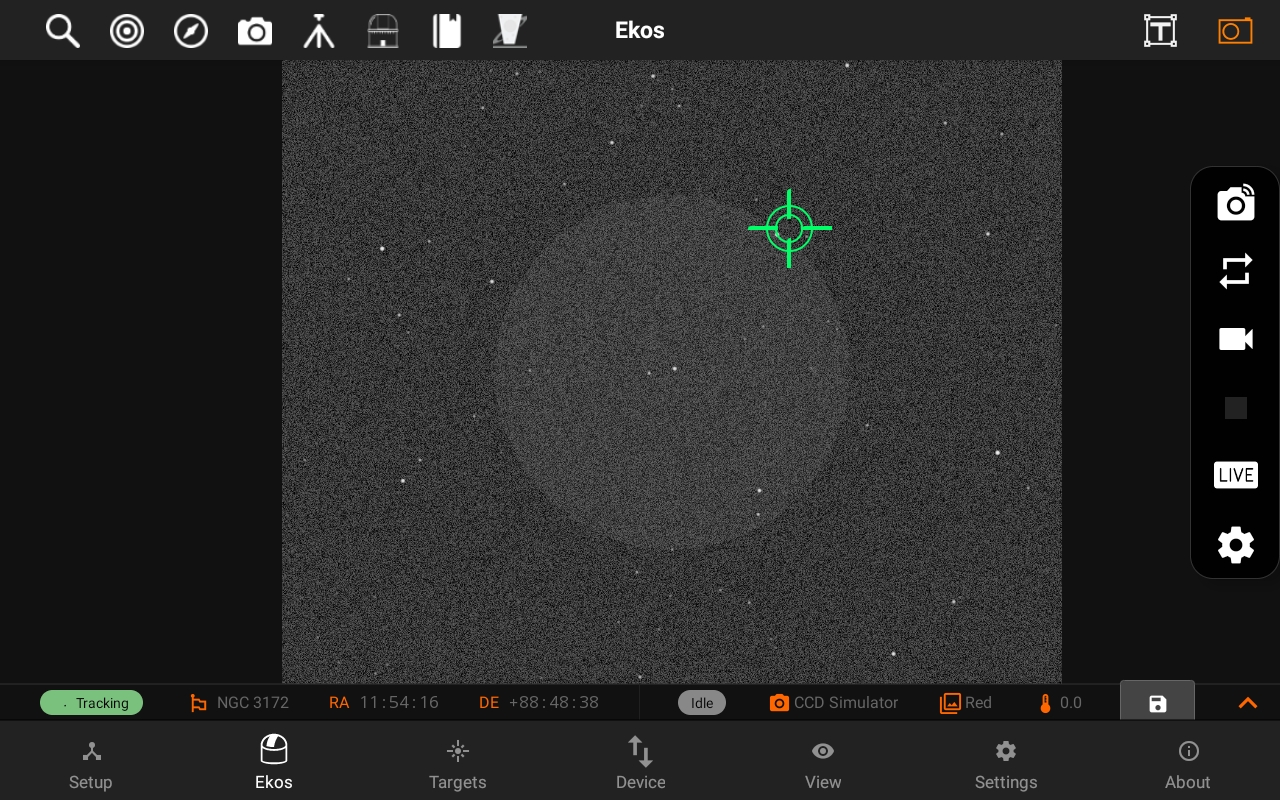 Ekos
T
LIVE
Tracking NGC 3172 RA 11:54:16 DE +88:48:38 Idle CCD Simulator Red 0.0
Setup Ekos Targets Device View Settings About